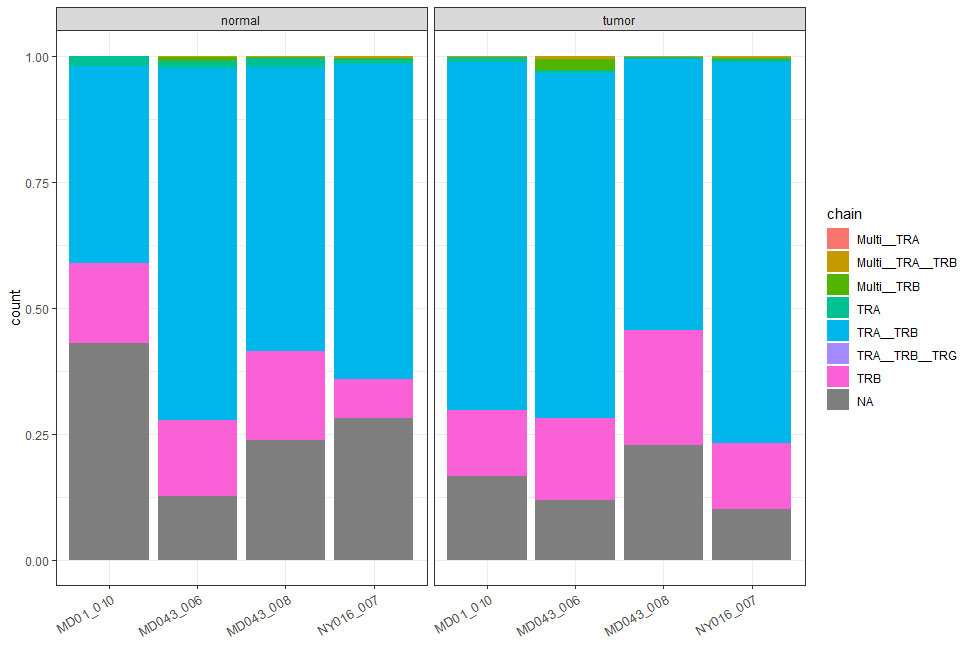 normal
tumor
count
1.00
0.75
0.50
0.25
0.00
MD01_010
MD043_006
MD043_008
NY016_007
MD01_010
MD043_006
MD043_008
NY016_007
chain
Multi__TRA
Multi__TRA__TRB
Multi__TRB
TRA
TRA__TRB
TRA__TRB__TRG
TRB
NA